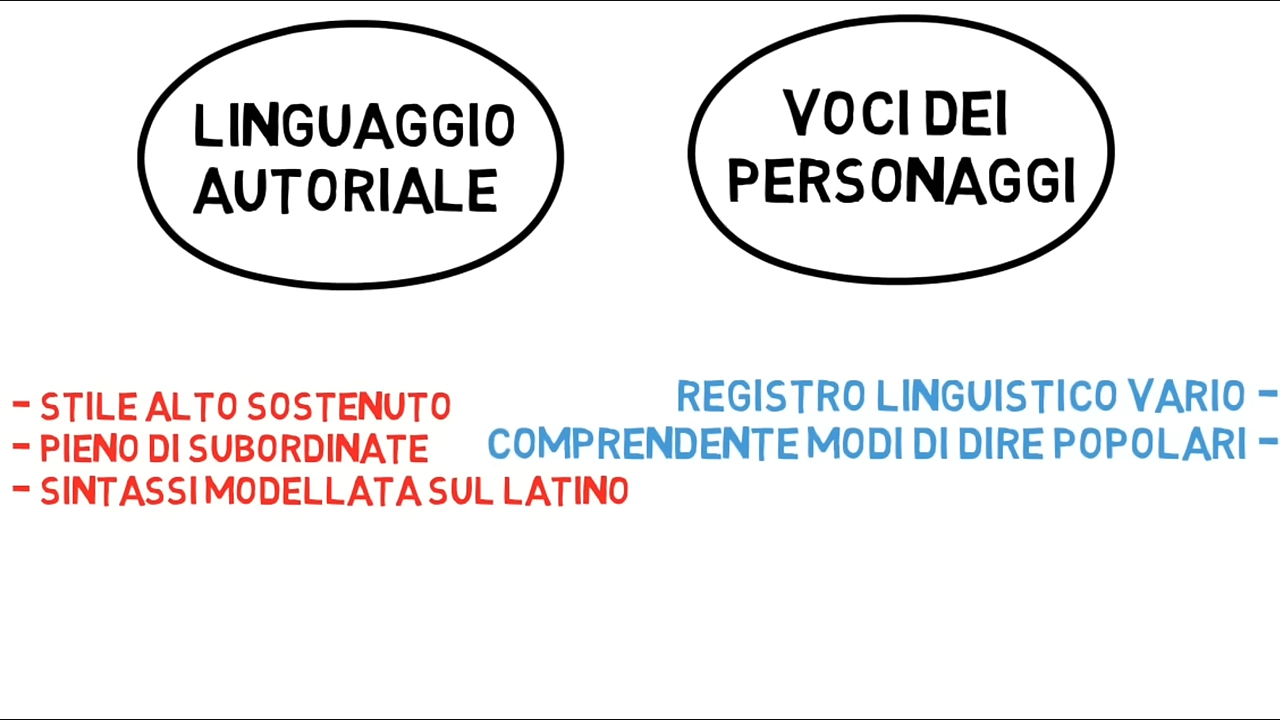 LINGUAGGIO
AUTORIALE
VOCI DEI
PERSONAGGI
- STILE ALTO SOSTENUTO
- PIENO DI SUBORDINATE
- SINTASSI MODELLATA SUL LATINO
REGISTRO LINGUISTICO VARIO -
COMPRENDENTE MODI DI DIRE POPOLARI -